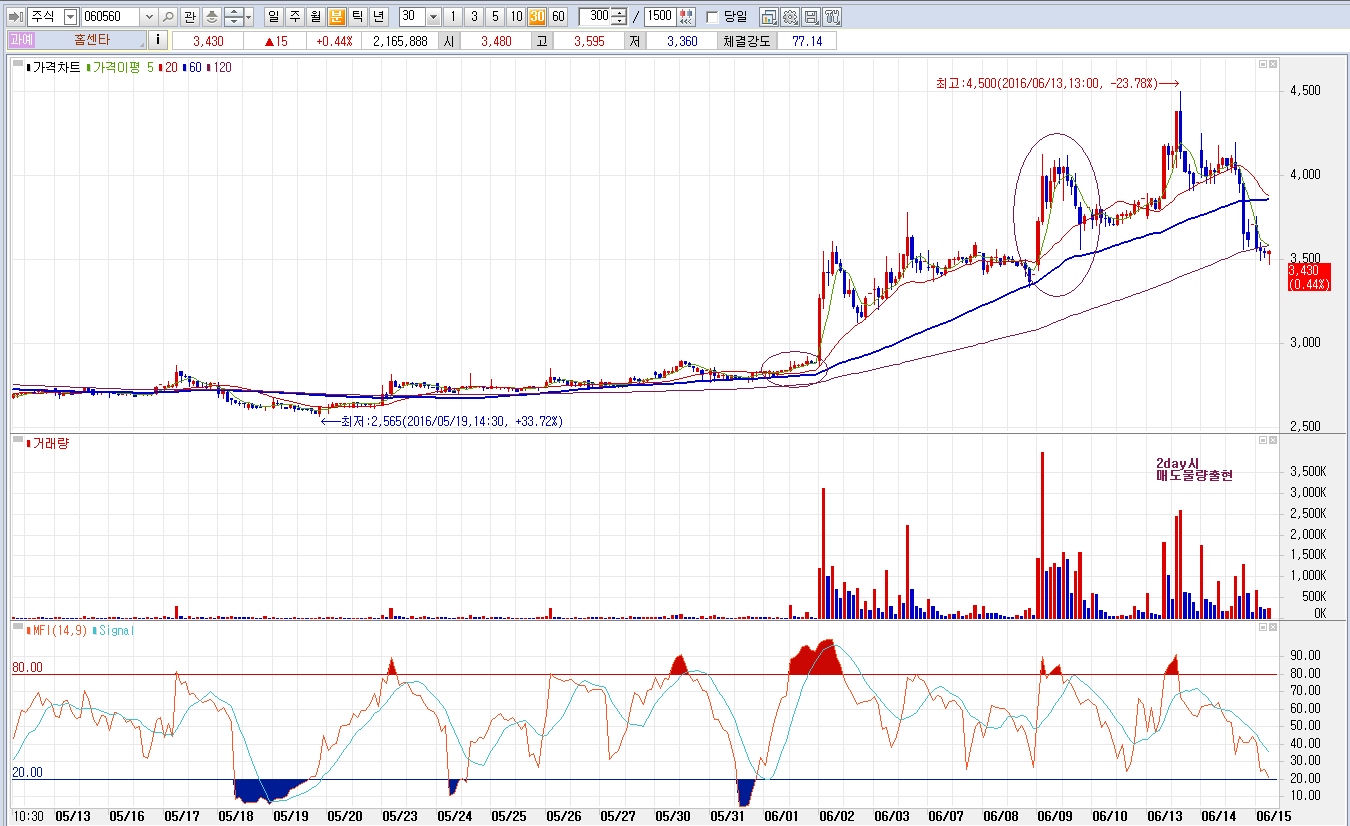 주식 060560 관 일 주 월 분 틱 년 30 1 3 5 10 30 60 300 / 1500 당일
과예 홈센타 i 3,430 ▲15 +0.44% 2,165,888 시 3,480 고 3,595 저 3,360 체결강도 77.14
가격차트 가격이평 5 20 60 120
최고:4,500(2016/06/13,13:00, -23.78%)
4,500
4,000
3,500
3,430
(0.44%)
3,000
2,500
최저:2,565(2016/05/19,14:30, +33.72%)
거래량
2day시
매도물량출현
3,500K
3,000K
2,500K
2,000K
1,500K
1,000K
500K
0K
MFI(14,9) Signal
80.00
20.00
90.00
80.00
70.00
60.00
50.00
40.00
30.00
20.00
10.00
10:30 05/13 05/16 05/17 05/18 05/19 05/20 05/23 05/24 05/25 05/26 05/27 05/30 05/31 06/01 06/02 06/03 06/07 06/08 06/09 06/10 06/13 06/14 06/15